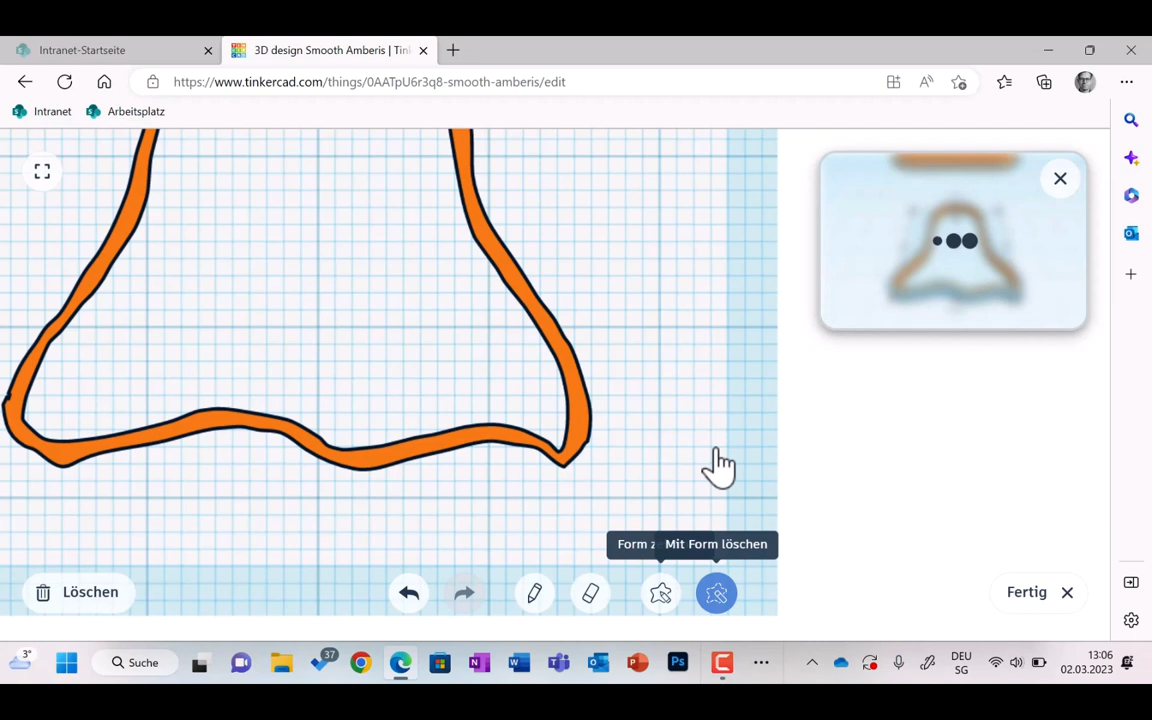 Intranet-Startseite
3D design Smooth Amberis | Tin
https://www.tinkercad.com/things/0AATpU6r3q8-smooth-amberis/edit
Intranet
Arbeitsplatz
Form z
Mit Form löschen
Löschen
Fertig
3°
Suche
37
DEU
SG
13:06
02.03.2023